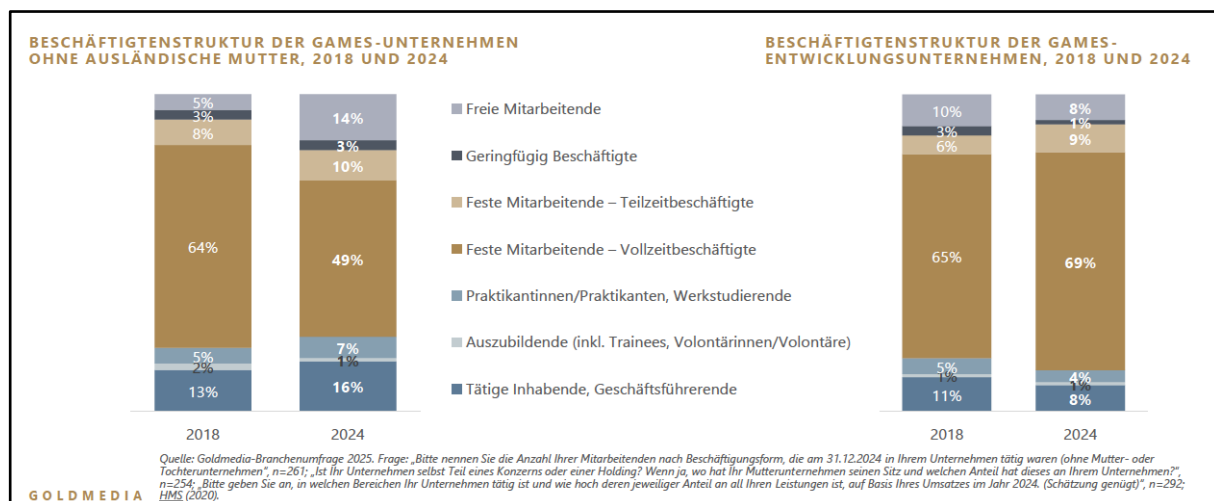 BESCHÄFTIGTENSTRUKTUR DER GAMES-UNTERNEHMEN
OHNE AUSLÄNDISCHE MUTTER, 2018 UND 2024
5%
3%
8%
64%
5%
2%
13%
14%
3%
10%
49%
7%
1%
16%
2018
2024
Freie Mitarbeitende
Geringfügig Beschäftigte
Feste Mitarbeitende – Teilzeitbeschäftigte
Feste Mitarbeitende – Vollzeitbeschäftigte
Praktikantinnen/Praktikanten, Werkstudierende
Auszubildende (inkl. Trainees, Volontärinnen/Volontäre)
Tätige Inhabende, Geschäftsführerende
BESCHÄFTIGTENSTRUKTUR DER GAMES-
ENTWICKLUNGSUNTERNEHMEN, 2018 UND 2024
10%
3%
6%
65%
5%
1%
11%
8%
1%
9%
69%
4%
1%
8%
2018
2024
Quelle: Goldmedia-Branchenumfrage 2025. Frage: „Bitte nennen Sie die Anzahl Ihrer Mitarbeitenden nach Beschäftigungsform, die am 31.12.2024 in Ihrem Unternehmen tätig waren (ohne Mutter- oder
Tochterunternehmen“, n=261; „Ist Ihr Unternehmen selbst Teil eines Konzerns oder einer Holding? Wenn ja, wo hat Ihr Mutterunternehmen seinen Sitz und welchen Anteil hat dieses an Ihrem Unternehmen?“,
n=254; „Bitte geben Sie an, in welchen Bereichen Ihr Unternehmen tätig ist und wie hoch deren jeweiliger Anteil an all Ihren Leistungen ist, auf Basis Ihres Umsatzes im Jahr 2024. (Schätzung genügt)“, n=292;
HMS (2020).
GOLDMEDIA